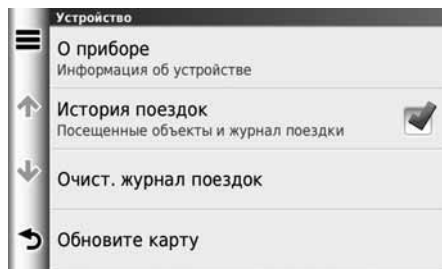 Устройство
О приборе
Информация об устройстве
История поездок
Посещенные объекты и журнал поездки
Очист. журнал поездок
Обновите карту